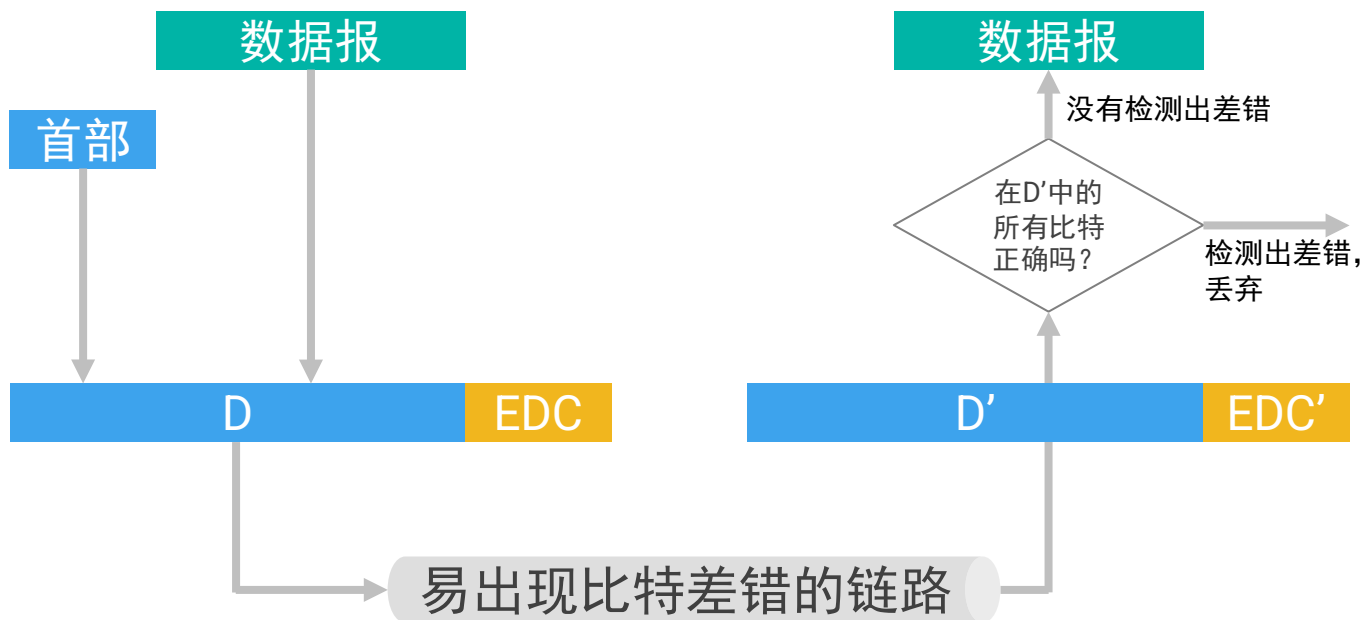 数据报
首部
D
EDC
易出现比特差错的链路
数据报
没有检测出差错
在D’中的
所有比特
正确吗？
检测出差错，
丢弃
D’
EDC’